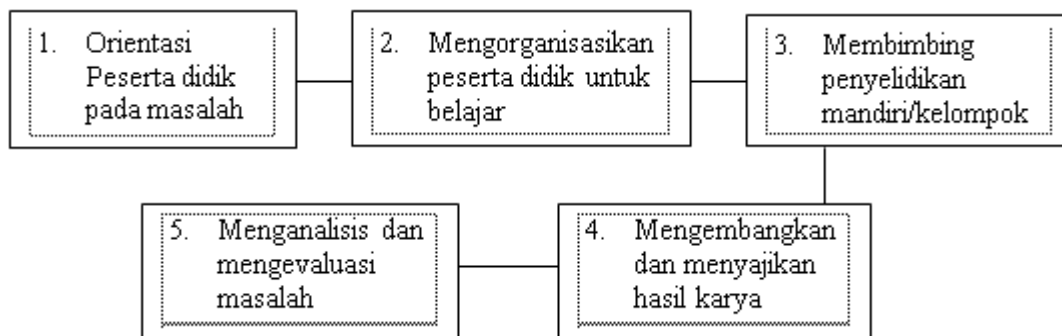 1. Orientasi
Peserta didik
pada masalah
2. Mengorganisasikan
peserta didik untuk
belajar
3. Membimbing
penyelidikan
mandiri/kelompok
4. Mengembangkan
dan menyajikan
hasil karya
5. Menganalisis dan
mengevaluasi
masalah